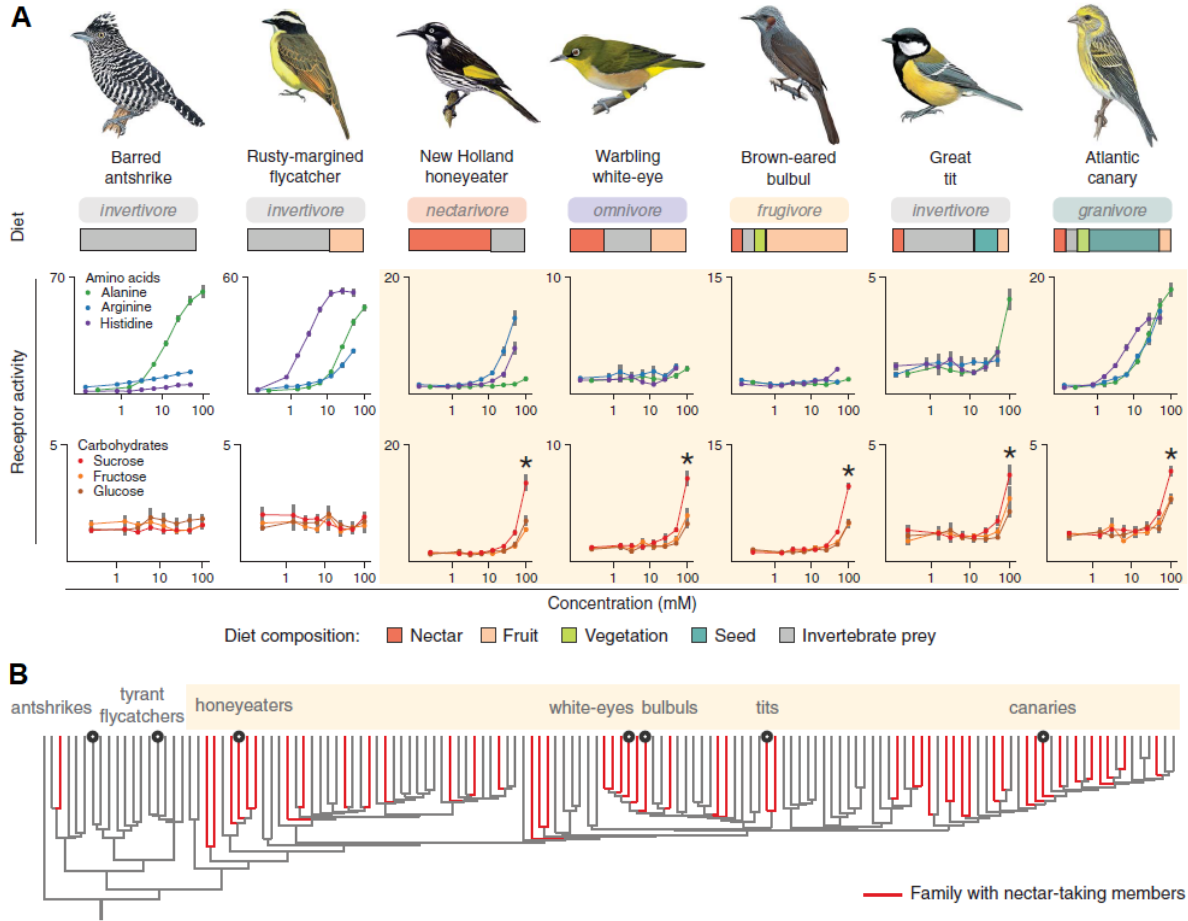 A
Barred
antshrike
Rusty-margined
flycatcher
New Holland
honeyeater
Warbling
white-eye
Brown-eared
bulbul
Great
tit
Atlantic
canary
Diet
invertivore
invertivore
nectarivore
omnivore
frugivore
invertivore
granivore
Receptor activity
70
Amino acids
Alanine
Arginine
Histidine
1 10 100
60
1 10 100
20
1 10 100
10
1 10 100
15
1 10 100
5
1 10 100
20
1 10 100
5
Carbohydrates
Sucrose
Fructose
Glucose
1 10 100
5
1 10 100
20
*
1 10 100
10
*
1 10 100
15
*
1 10 100
5
*
1 10 100
5
*
1 10 100
Concentration (mM)
Diet composition: Nectar Fruit Vegetation Seed Invertebrate prey
B
antshrikes
tyrant
flycatchers
honeyeaters
white-eyes
bulbuls
tits
canaries
Family with nectar-taking members